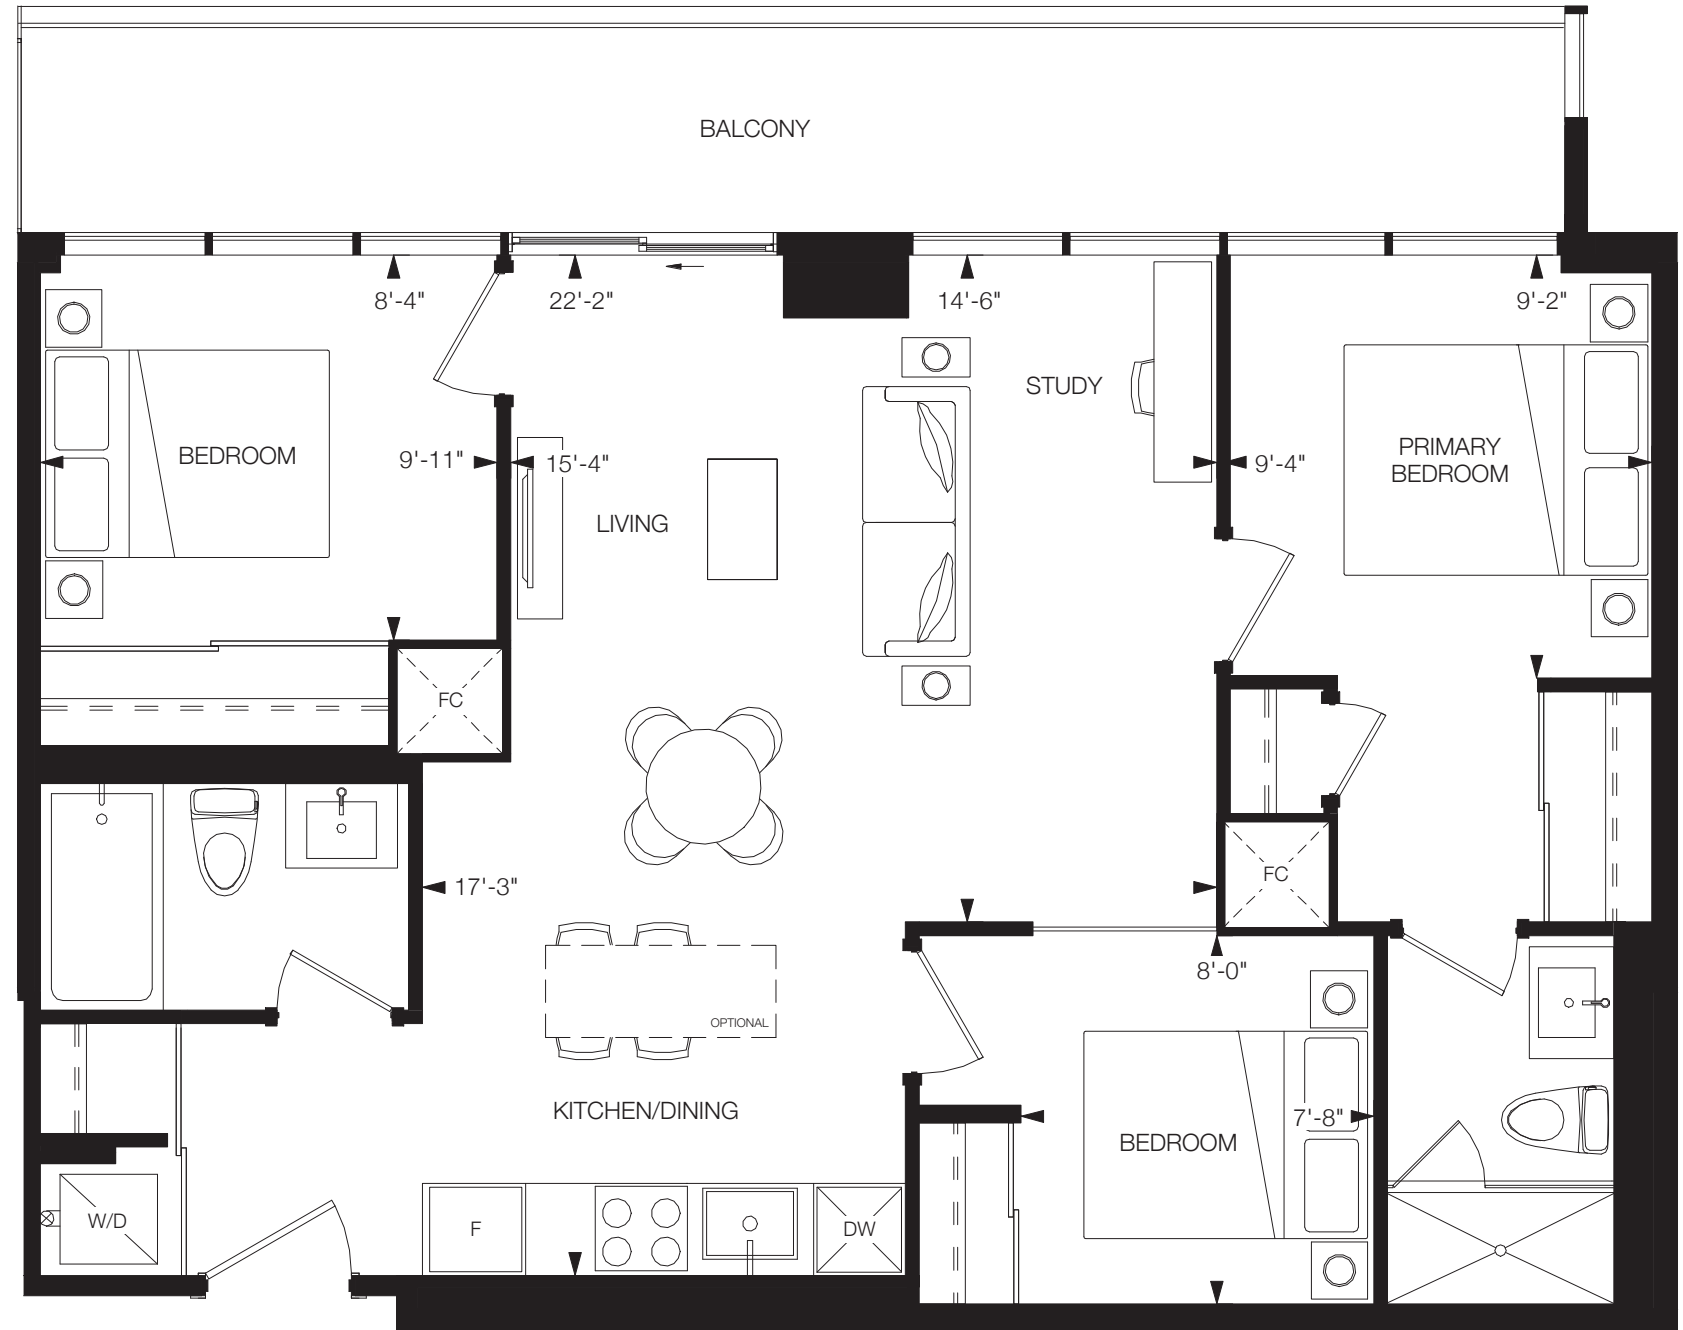 BALCONY
8'-4"
22'-2"
14'-6"
9'-2"
STUDY
BEDROOM
9'-11"
15'-4"
9'-4"
PRIMARY
BEDROOM
LIVING
FC
FC
17'-3"
8'-0"
OPTIONAL
KITCHEN/DINING
7'-8"
BEDROOM
W/D
F
DW